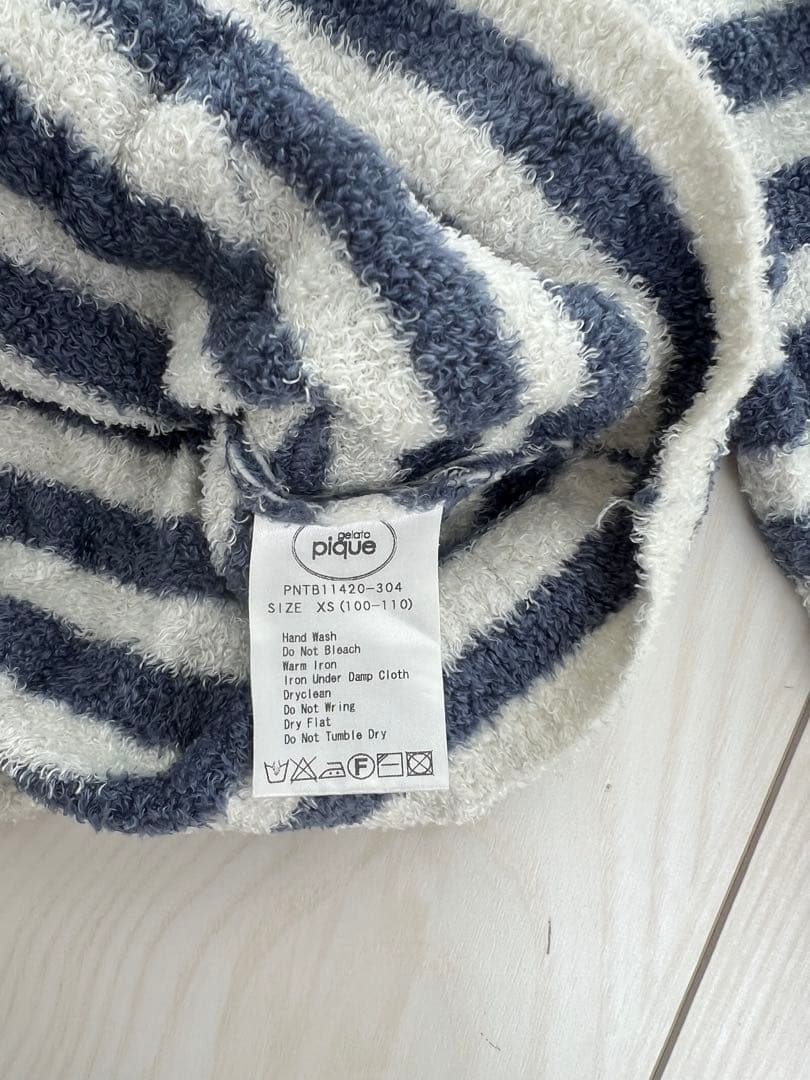 gelato
pique
PNTB11420-304
SIZE XS (100-110)
Hand Wash
Do Not Bleach
Warm Iron
Iron Under Damp Cloth
Dryclean
Do Not Wring
Dry Flat
Do Not Tumble Dry
F